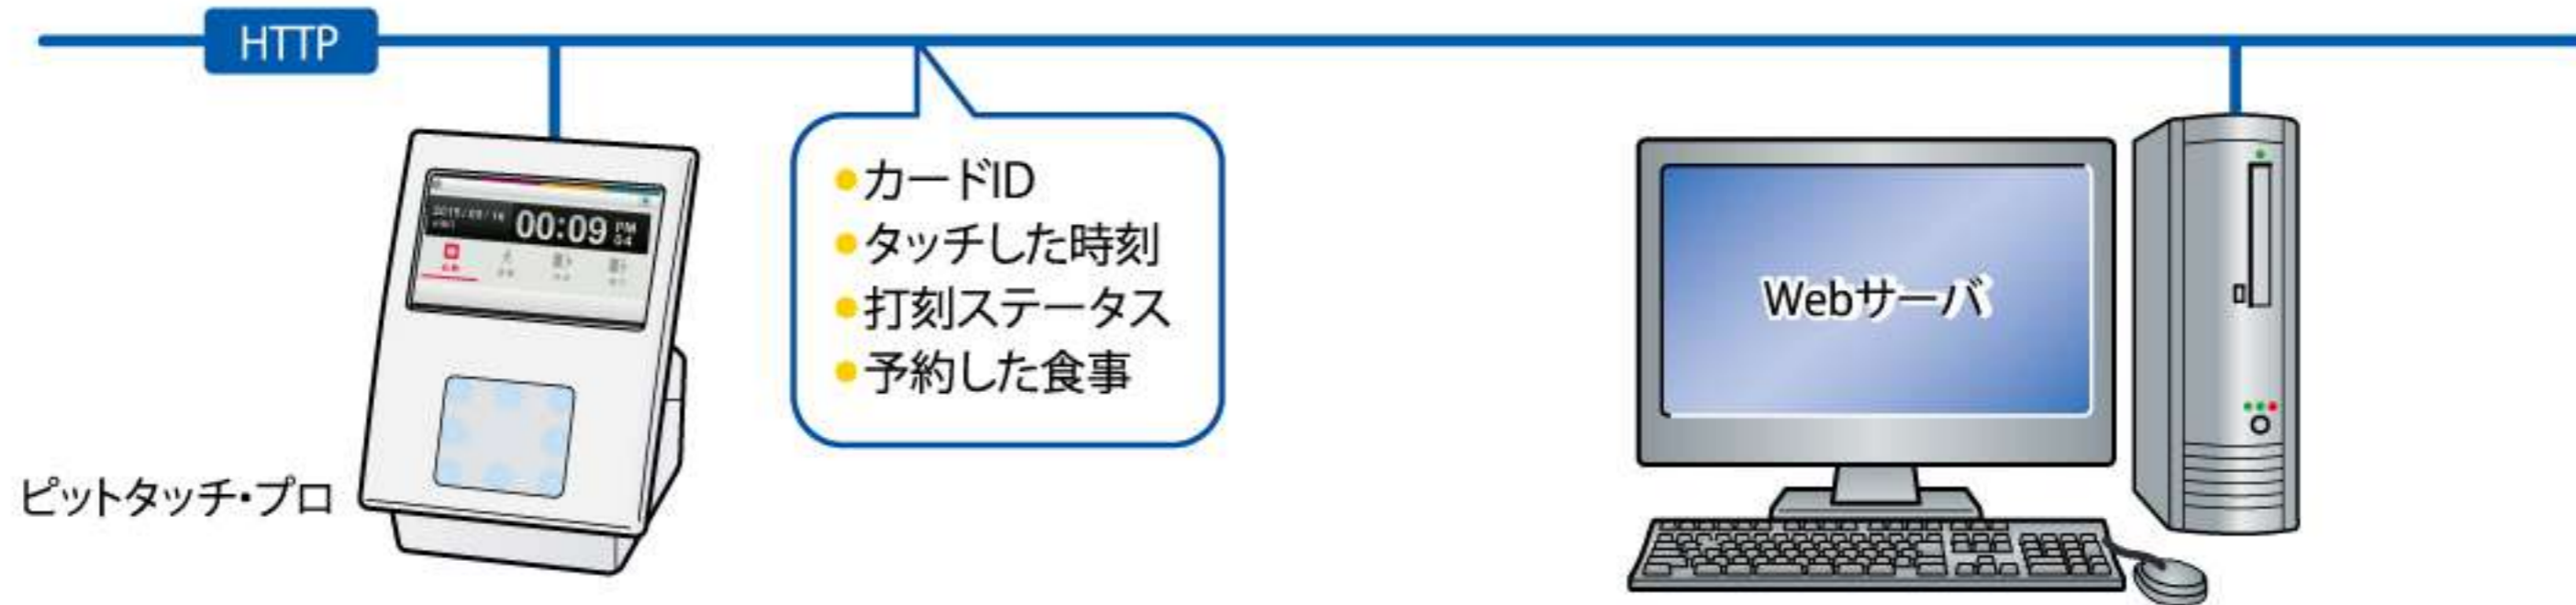 HTTP
カードID
タッチした時刻
打刻ステータス
予約した食事
00:09 PM
04
Webサーバ
ピットタッチ・プロ